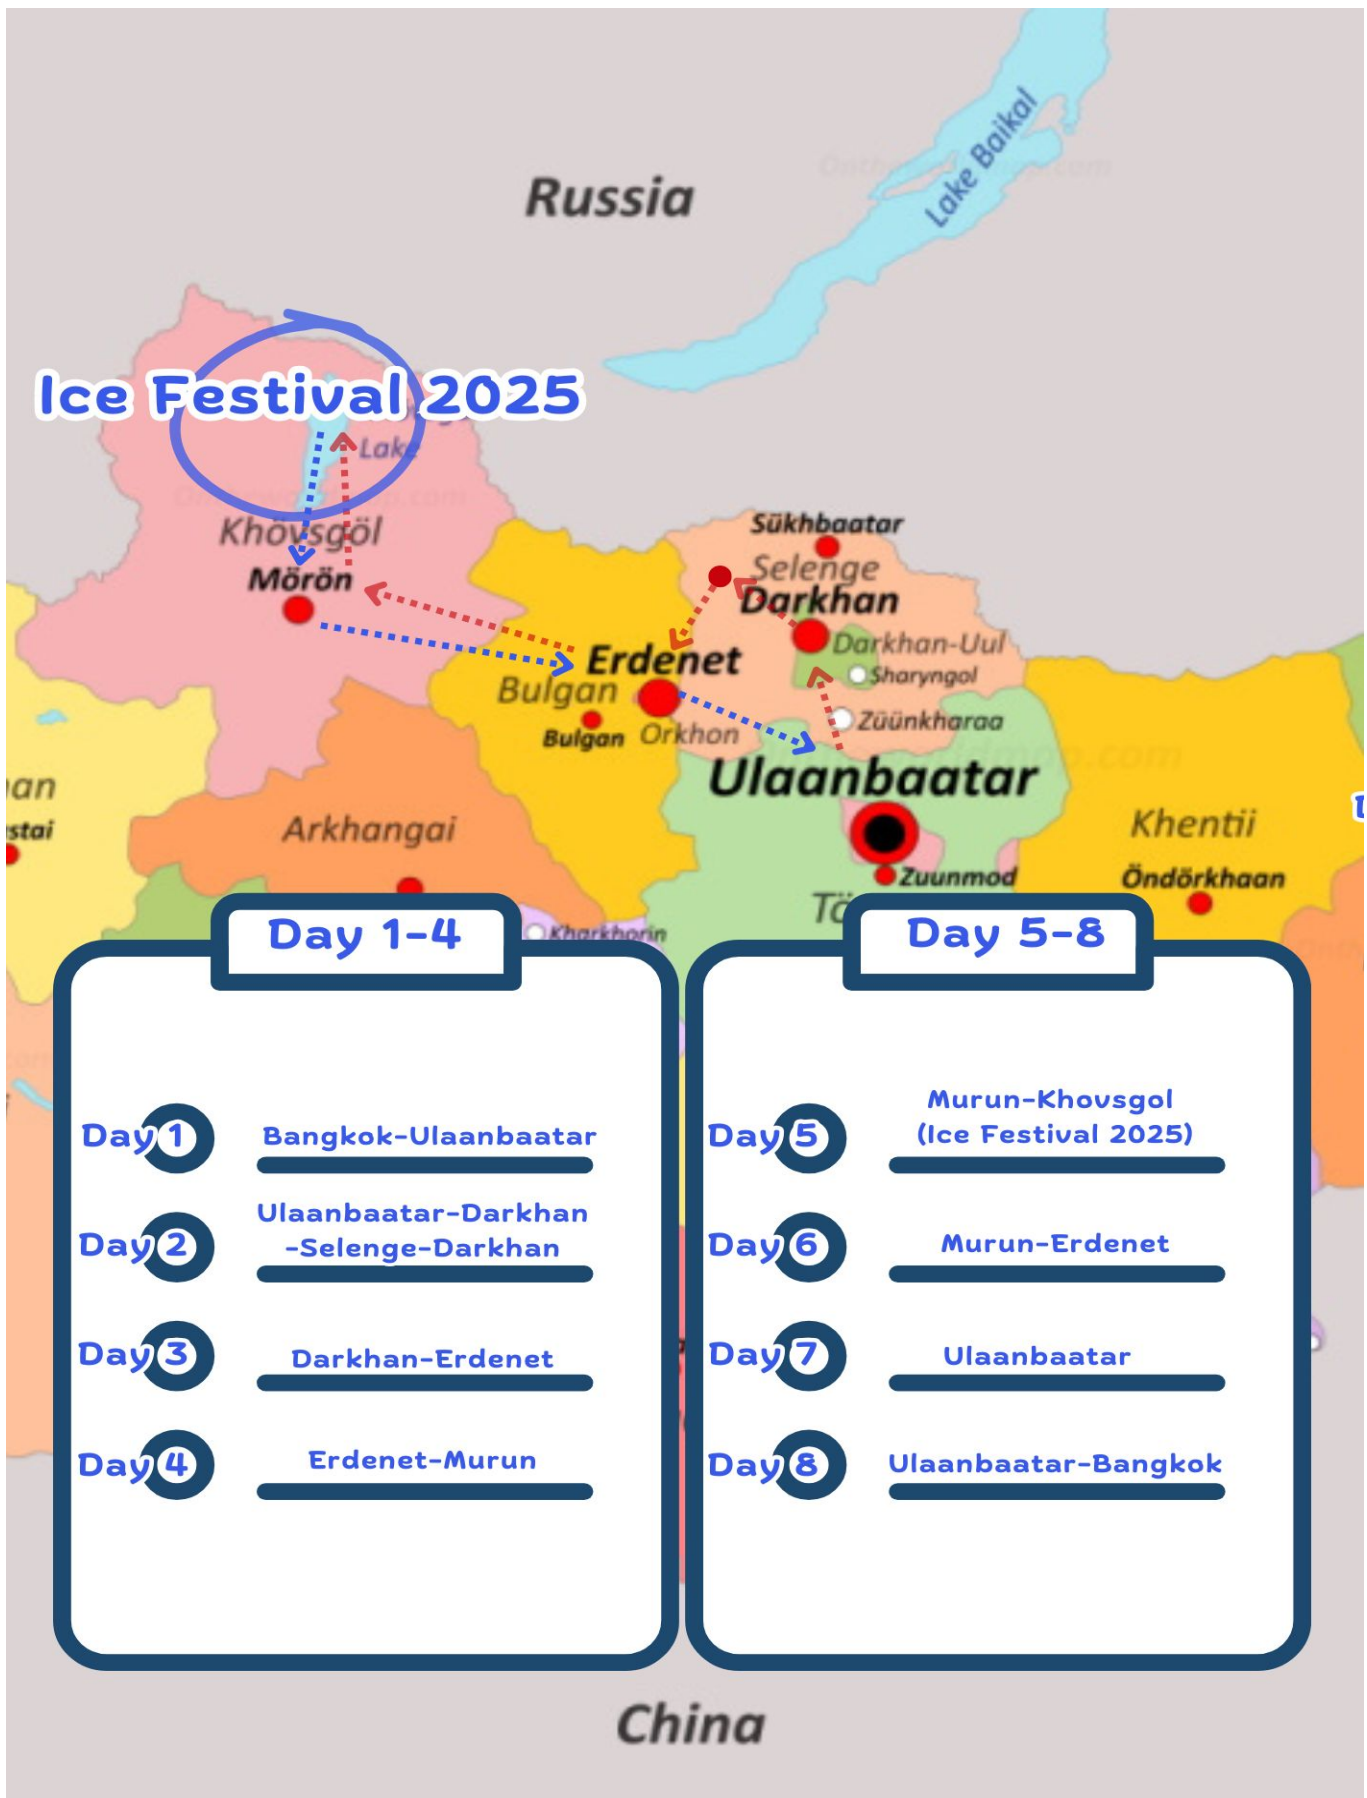 Lake Baikal
Russia
Ice Festival 2025
Lake
Khövsgöl
Mörön
Sükhbaatar
Selenge
Darkhan
Darkhan-Uul
Sharyngol
Erdenet
Bulgan
Bulgan
Orkhon
Züünkharaa
Ulaanbaatar
Khentii
Arkhangai
Zuunmod
Öndörkhaan
Kharkhorin
Day 1-4
Day 1
Bangkok-Ulaanbaatar
Day 2
Ulaanbaatar-Darkhan
-Selenge-Darkhan
Day 3
Darkhan-Erdenet
Day 4
Erdenet-Murun
Day 5-8
Day 5
Murun-Khovsgol
(Ice Festival 2025)
Day 6
Murun-Erdenet
Day 7
Ulaanbaatar
Day 8
Ulaanbaatar-Bangkok
China